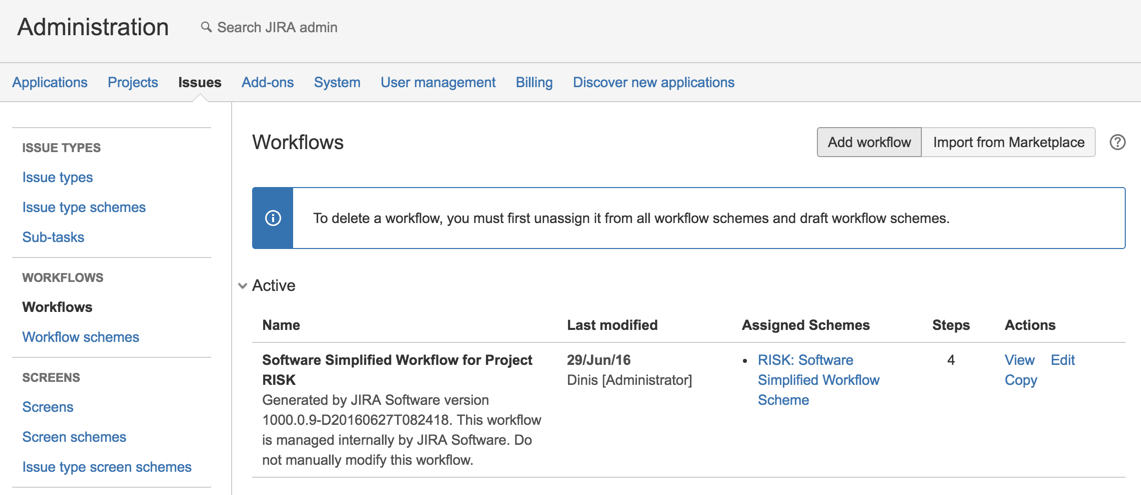 Administration
Search JIRA admin
Applications Projects Issues Add-ons System User management Billing Discover new applications
ISSUE TYPES
Issue types
Issue type schemes
Sub-tasks
WORKFLOWS
Workflows
Workflow schemes
SCREENS
Screens
Screen schemes
Issue type screen schemes
Workflows
Add workflow Import from Marketplace ?
To delete a workflow, you must first unassign it from all workflow schemes and draft workflow schemes.
Active
Name Last modified Assigned Schemes Steps Actions
Software Simplified Workflow for Project
RISK
Generated by JIRA Software version
1000.0.9-D20160627T082418. This workflow
is managed internally by JIRA Software. Do
not manually modify this workflow.
29/Jun/16
Dinis [Administrator]
• RISK: Software
Simplified Workflow
Scheme
4
View Edit
Copy